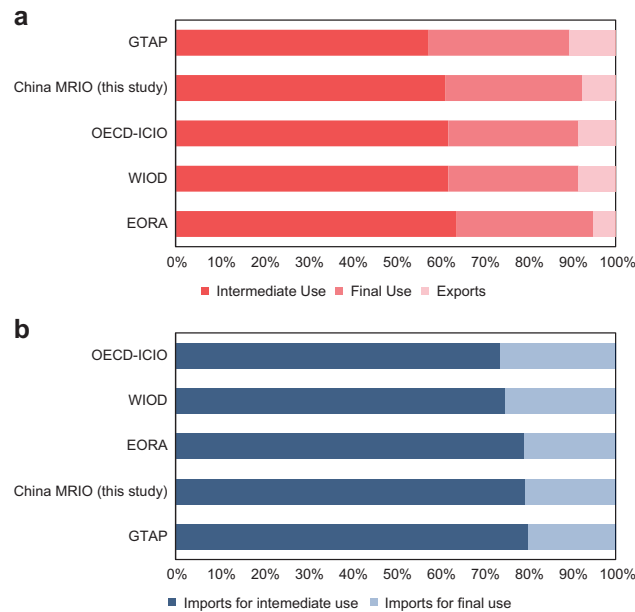 a
GTAP
China MRIO (this study)
OECD-ICIO
WIOD
EORA
0% 10% 20% 30% 40% 50% 60% 70% 80% 90% 100%
Intermediate Use Final Use Exports
b
OECD-ICIO
WIOD
EORA
China MRIO (this study)
GTAP
0% 10% 20% 30% 40% 50% 60% 70% 80% 90% 100%
Imports for intemediate use Imports for final use